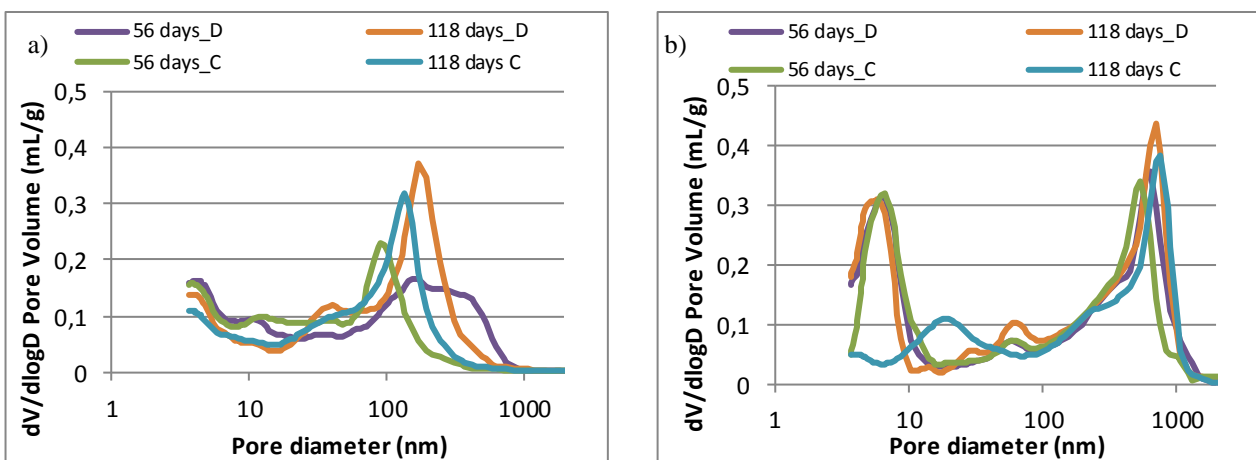 a)
56 days_D 118 days_D
56 days_C 118 days C
dV/dlogD Pore Volume (mL/g)
0,5
0,4
0,3
0,2
0,1
0
1 10 100 1000
Pore diameter (nm)
b)
56 days_D 118 days_D
56 days_C 118 days C
dV/dlogD Pore Volume (mL/g)
0,5
0,4
0,3
0,2
0,1
0
1 10 100 1000
Pore diameter (nm)